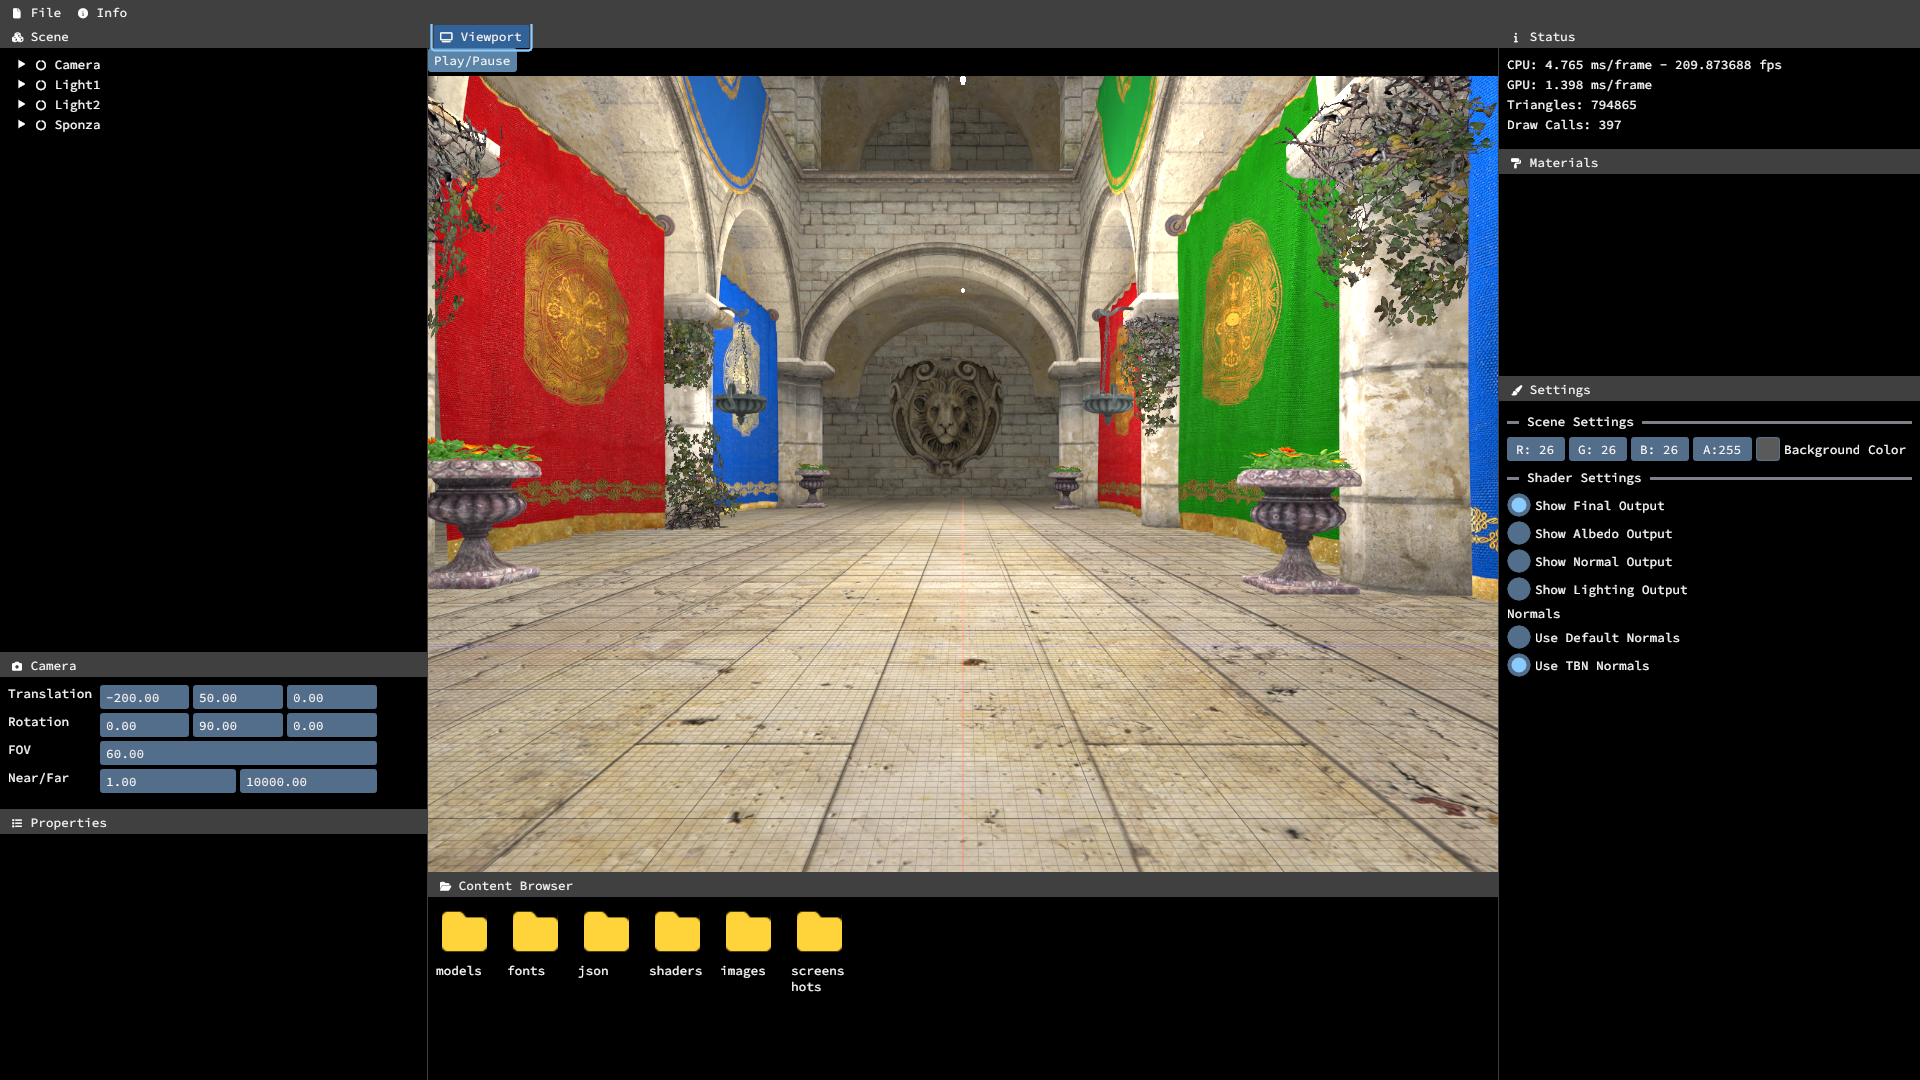 File Info
Scene
Camera
Light1
Light2
Sponza
Camera
Translation -200.00 50.00 0.00
Rotation 0.00 90.00 0.00
FOV 60.00
Near/Far 1.00 10000.00
Properties
Viewport
Play/Pause
Content Browser
models fonts json shaders images screens
hots
Status
CPU: 4.765 ms/frame - 209.873688 fps
GPU: 1.398 ms/frame
Triangles: 794865
Draw Calls: 397
Materials
Settings
Scene Settings
R: 26 G: 26 B: 26 A:255 Background Color
Shader Settings
Show Final Output
Show Albedo Output
Show Normal Output
Show Lighting Output
Normals
Use Default Normals
Use TBN Normals